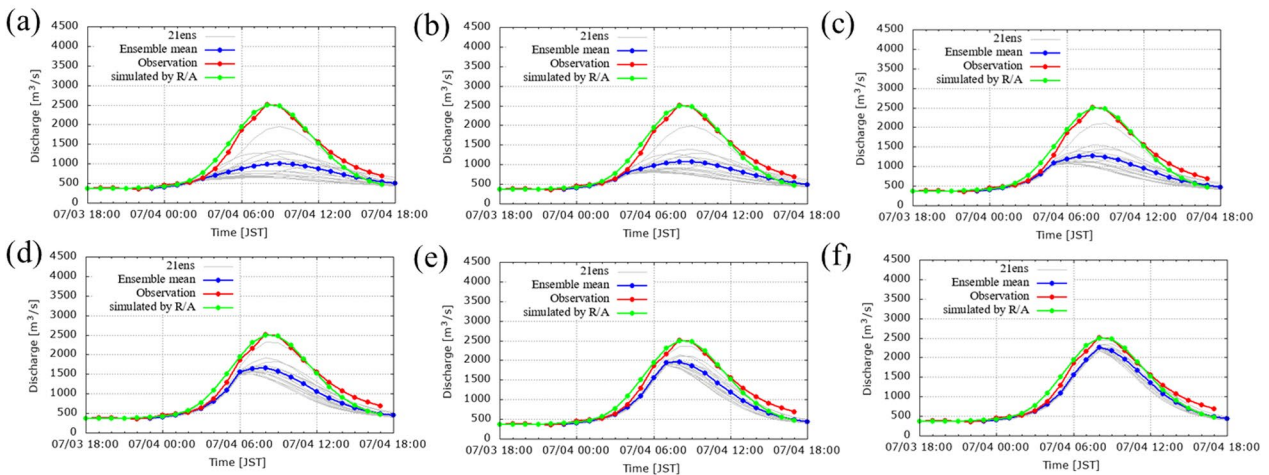 (a)
4500
4000
3500
3000
2500
2000
1500
1000
500
0
Discharge [m³/s]
21ens
Ensemble mean
Observation
simulated by R/A
07/03 18:00 07/04 00:00 07/04 06:00 07/04 12:00 07/04 18:00
Time [JST]
(b)
4500
4000
3500
3000
2500
2000
1500
1000
500
0
Discharge [m³/s]
21ens
Ensemble mean
Observation
simulated by R/A
07/03 18:00 07/04 00:00 07/04 06:00 07/04 12:00 07/04 18:00
Time [JST]
(c)
4500
4000
3500
3000
2500
2000
1500
1000
500
0
Discharge [m³/s]
21ens
Ensemble mean
Observation
simulated by R/A
07/03 18:00 07/04 00:00 07/04 06:00 07/04 12:00 07/04 18:00
Time [JST]
(d)
4500
4000
3500
3000
2500
2000
1500
1000
500
0
Discharge [m³/s]
21ens
Ensemble mean
Observation
simulated by R/A
07/03 18:00 07/04 00:00 07/04 06:00 07/04 12:00 07/04 18:00
Time [JST]
(e)
4500
4000
3500
3000
2500
2000
1500
1000
500
0
Discharge [m³/s]
21ens
Ensemble mean
Observation
simulated by R/A
07/03 18:00 07/04 00:00 07/04 06:00 07/04 12:00 07/04 18:00
Time [JST]
(f)
4500
4000
3500
3000
2500
2000
1500
1000
500
0
Discharge [m³/s]
21ens
Ensemble mean
Observation
simulated by R/A
07/03 18:00 07/04 00:00 07/04 06:00 07/04 12:00 07/04 18:00
Time [JST]